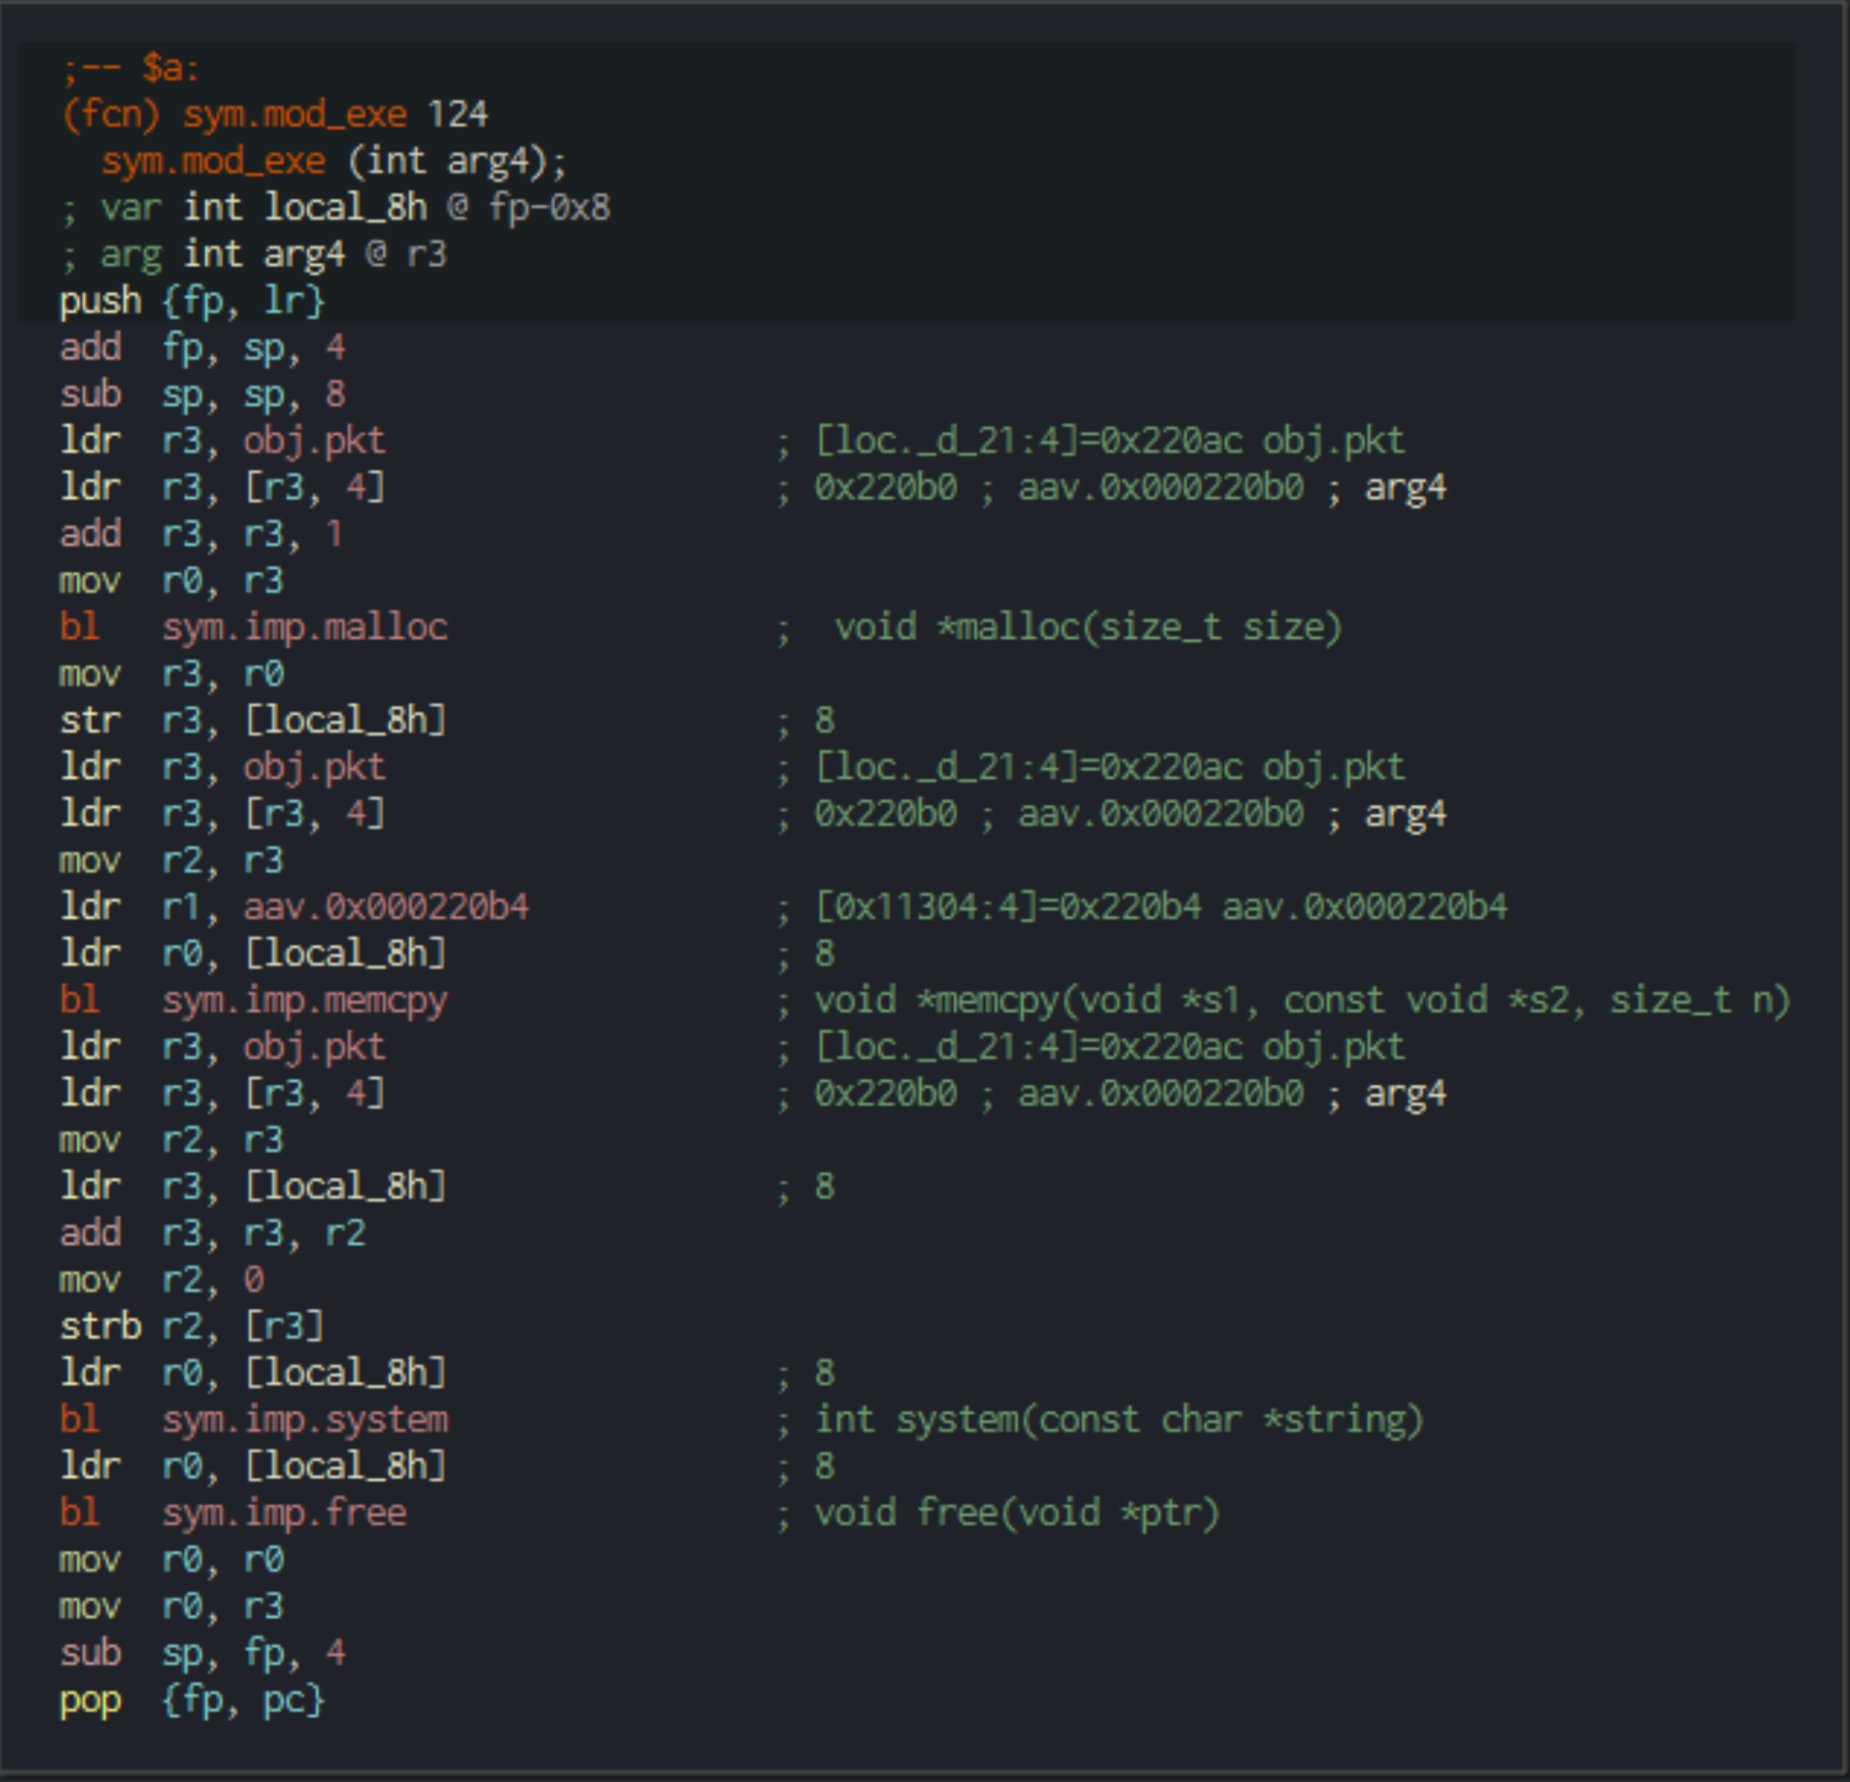 ;-- $a:
(fcn) sym.mod_exe 124
sym.mod_exe (int arg4);
; var int local_8h @ fp-0x8
; arg int arg4 @ r3
push {fp, lr}
add fp, sp, 4
sub sp, sp, 8
ldr r3, obj.pkt ; [loc._d_21:4]=0x220ac obj.pkt
ldr r3, [r3, 4] ; 0x220b0 ; aav.0x000220b0 ; arg4
add r3, r3, 1
mov r0, r3
bl sym.imp.malloc ; void *malloc(size_t size)
mov r3, r0
str r3, [local_8h] ; 8
ldr r3, obj.pkt ; [loc._d_21:4]=0x220ac obj.pkt
ldr r3, [r3, 4] ; 0x220b0 ; aav.0x000220b0 ; arg4
mov r2, r3
ldr r1, aav.0x000220b4 ; [0x11304:4]=0x220b4 aav.0x000220b4
ldr r0, [local_8h] ; 8
bl sym.imp.memcpy ; void *memcpy(void *s1, const void *s2, size_t n)
ldr r3, obj.pkt ; [loc._d_21:4]=0x220ac obj.pkt
ldr r3, [r3, 4] ; 0x220b0 ; aav.0x000220b0 ; arg4
mov r2, r3
ldr r3, [local_8h] ; 8
add r3, r3, r2
mov r2, 0
strb r2, [r3]
ldr r0, [local_8h] ; 8
bl sym.imp.system ; int system(const char *string)
ldr r0, [local_8h] ; 8
bl sym.imp.free ; void free(void *ptr)
mov r0, r0
mov r0, r3
sub sp, fp, 4
pop {fp, pc}